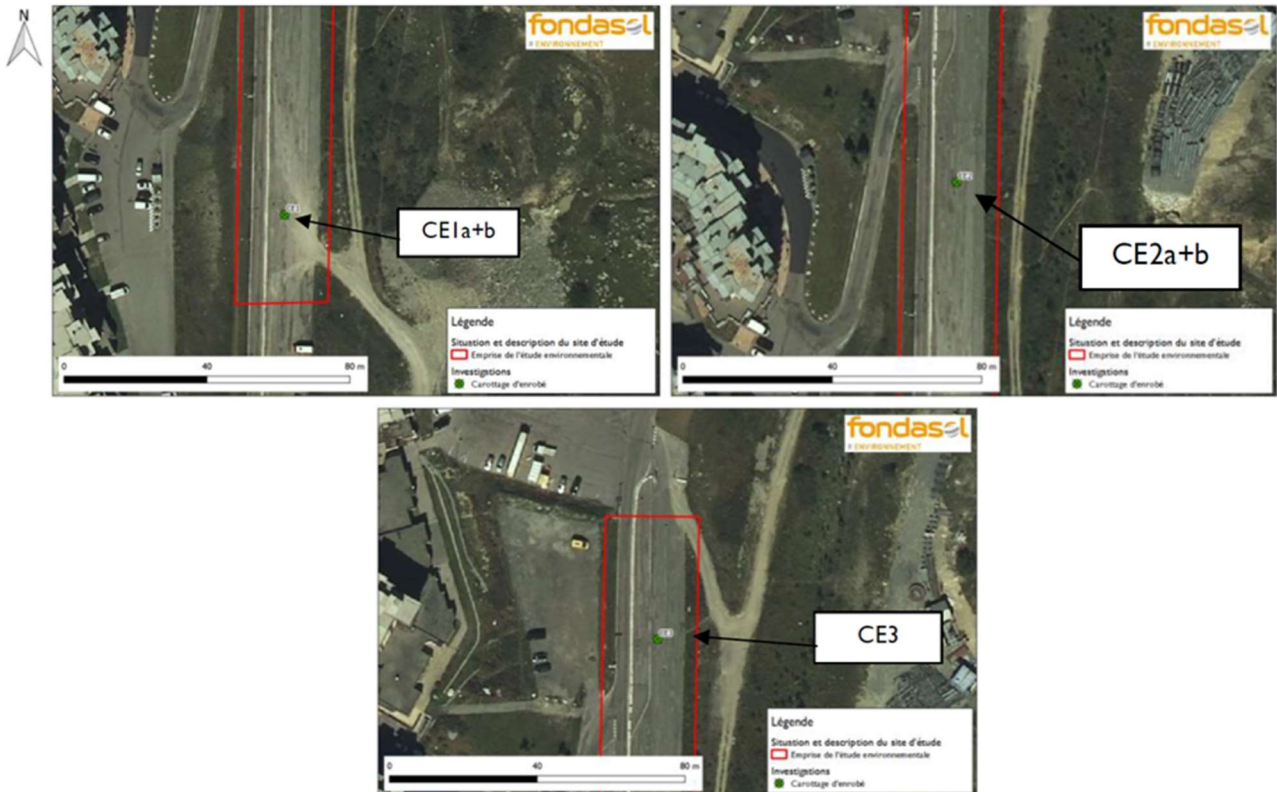 N
fondasol
ENVIRONNEMENT
CE1
CE1a+b
Légende
Situation et description du site d'étude
Emprise de l'étude environnementale
Investigations
Carottage d'enrobé
0 40 80 m
fondasol
ENVIRONNEMENT
CE2
CE2a+b
Légende
Situation et description du site d'étude
Emprise de l'étude environnementale
Investigations
Carottage d'enrobé
0 40 80 m
fondasol
ENVIRONNEMENT
CE3
CE3
Légende
Situation et description du site d'étude
Emprise de l'étude environnementale
Investigations
Carottage d'enrobé
0 40 80 m